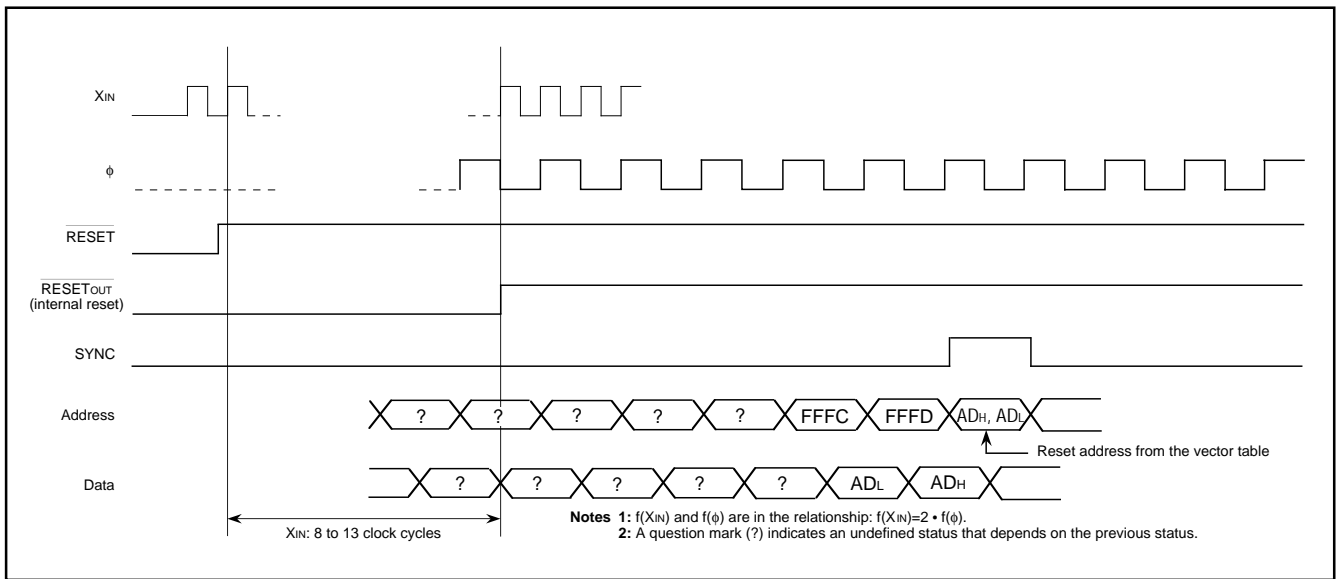 XIN
φ
RESET
RESETOUT
(internal reset)
SYNC
Address
? ? ? ? ? FFFC FFFD ADH, ADL
Reset address from the vector table
Data
? ? ? ? ? ADL ADH
XIN: 8 to 13 clock cycles
Notes 1: f(XIN) and f(φ) are in the relationship: f(XIN)=2 • f(φ).
2: A question mark (?) indicates an undefined status that depends on the previous status.